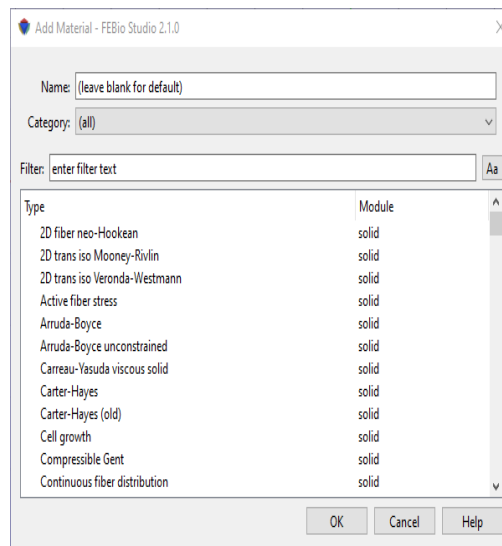 Add Material - FEBio Studio 2.1.0
Name: (leave blank for default)
Category: (all)
Filter: enter filter text Aa
Type Module
2D fiber neo-Hookean solid
2D trans iso Mooney-Rivlin solid
2D trans iso Veronda-Westmann solid
Active fiber stress solid
Arruda-Boyce solid
Arruda-Boyce unconstrained solid
Carreau-Yasuda viscous solid solid
Carter-Hayes solid
Carter-Hayes (old) solid
Cell growth solid
Compressible Gent solid
Continuous fiber distribution solid
OK Cancel Help